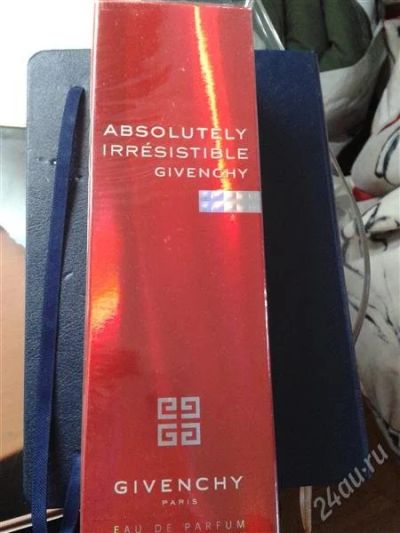 ABSOLUTELY
IRRÉSISTIBLE
GIVENCHY
GIVENCHY
PARIS
EAU DE PARFUM
24au.ru